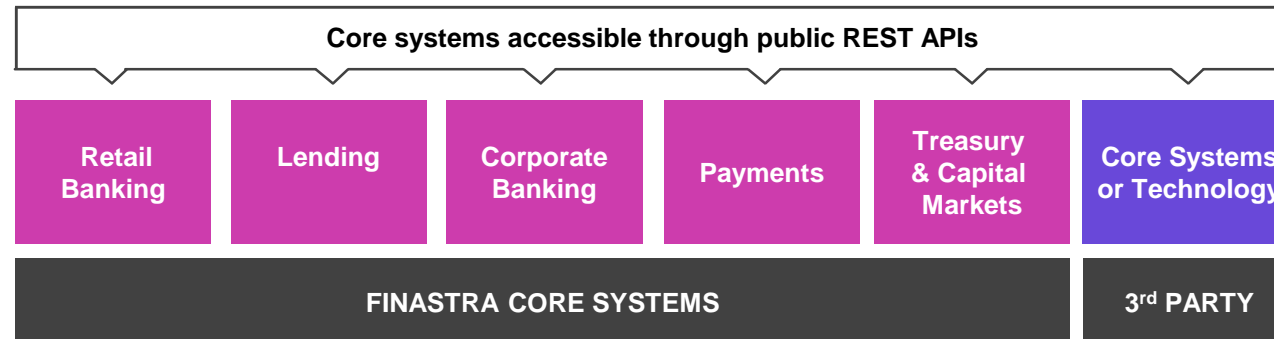 Core systems accessible through public REST APIs
Retail
Banking
Lending
Corporate
Banking
Payments
Treasury
& Capital
Markets
Core Systems
or Technology
FINASTRA CORE SYSTEMS
3rd PARTY